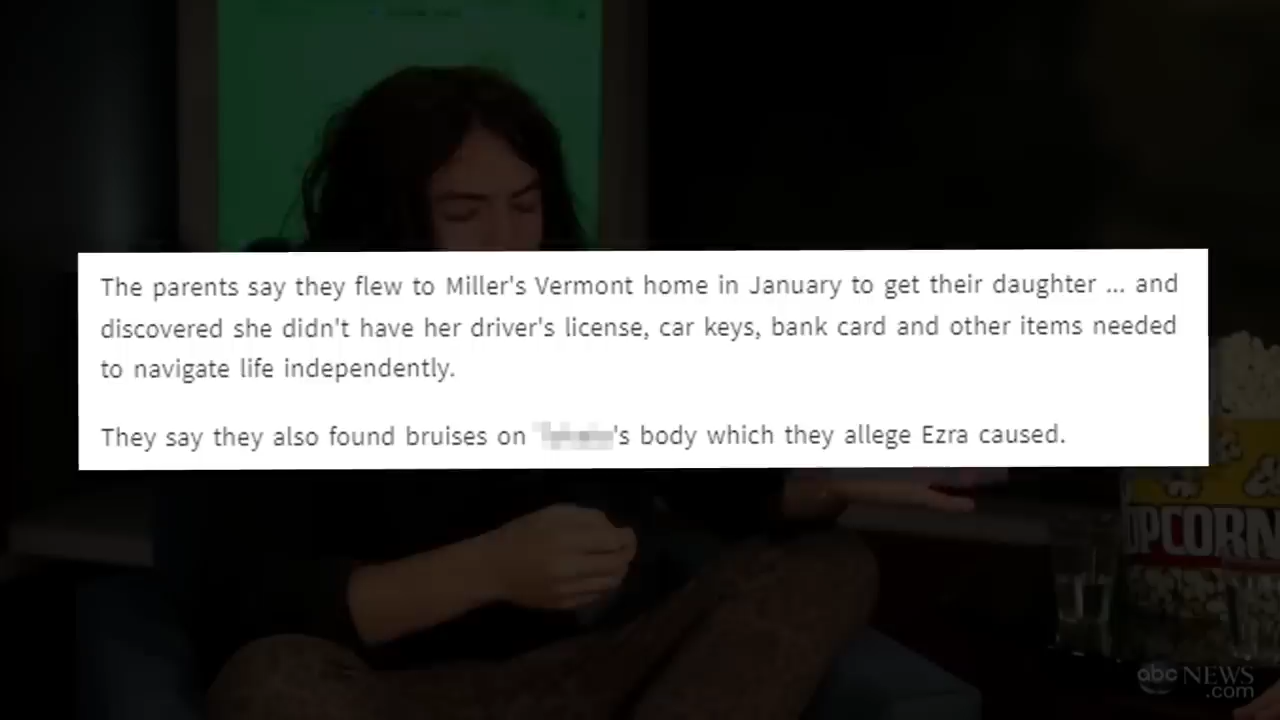 The parents say they flew to Miller's Vermont home in January to get their daughter ... and
discovered she didn't have her driver's license, car keys, bank card and other items needed
to navigate life independently.
They say they also found bruises on 's body which they allege Ezra caused.
OPCORN
abc NEWS
.com